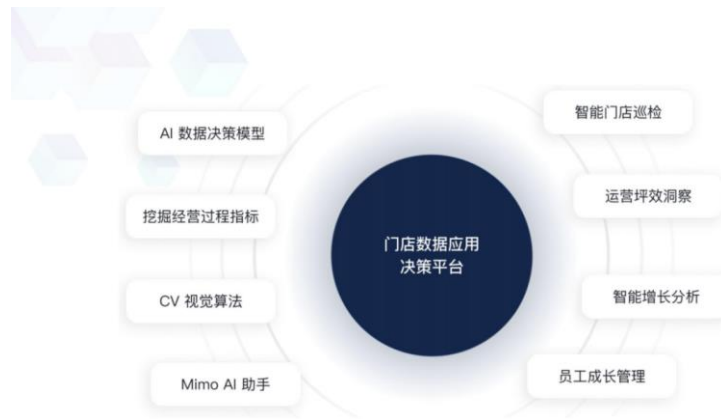 AI 数据决策模型
挖掘经营过程指标
CV 视觉算法
Mimo AI 助手
门店数据应用
决策平台
智能门店巡检
运营坪效洞察
智能增长分析
员工成长管理